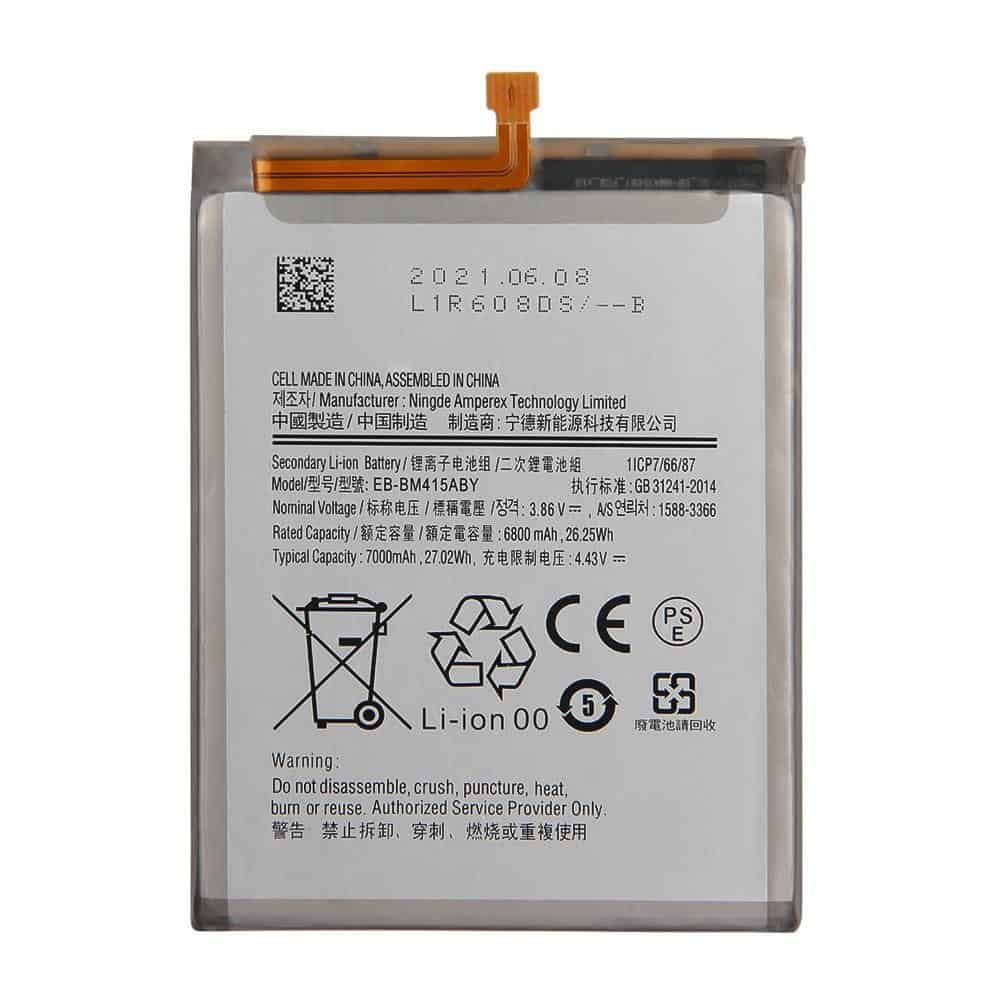 2021.06.08
L1R608DS/--B
CELL MADE IN CHINA, ASSEMBLED IN CHINA
제조자/ Manufacturer : Ningde Amperex Technology Limited
中國製造/ 中国制造 制造商: 宁德新能源科技有限公司
Secondary Li-ion Battery/锂离子电池组/二次鋰電池組 1ICP7/66/87
Model/型号/型號: EB-BM415ABY 执行标准:GB 31241-2014
Nominal Voltage /标称电压 /標稱電壓 /정격: 3.86 V⎓, A/S연락처: 1588-3366
Rated Capacity /额定容量/ 額定電容量: 6800 mAh, 26.25Wh
Typical Capacity: 7000mAh, 27.02Wh, 充电限制电压: 4.43V ⎓
CE
PS
E
Li-ion 00
5
廢電池請回收
Warning:
Do not disassemble, crush, puncture, heat,
burn or reuse. Authorized Service Provider Only.
警告 禁止拆卸、穿刺、燃烧或重複使用